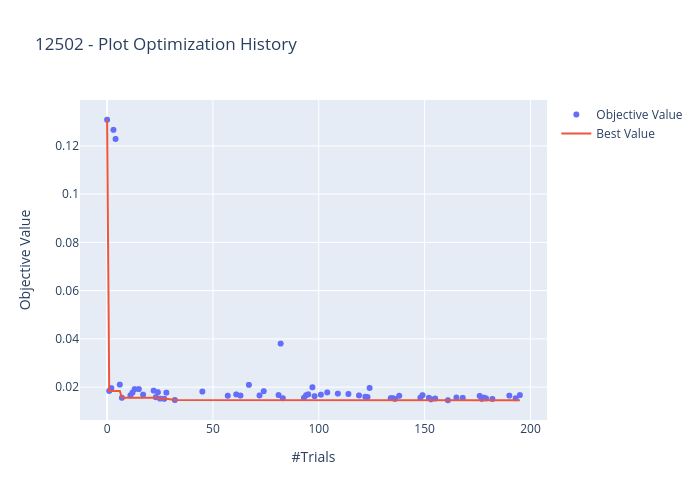 12502 - Plot Optimization History
Objective Value
Best Value
0.12
0.1
0.08
0.06
0.04
0.02
Objective Value
0
50
100
150
200
#Trials